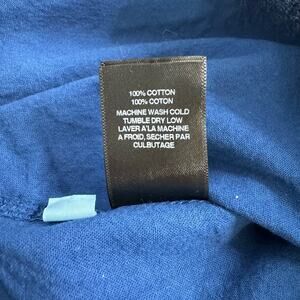 100% COTTON
100% COTON
MACHINE WASH COLD
TUMBLE DRY LOW
LAVER A'LA MACHINE
A FROID, SECHER PAR
CULBUTAGE